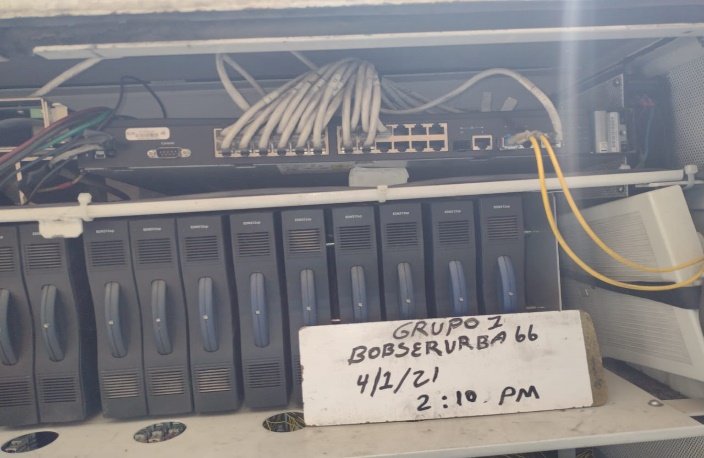 GRUPO 1
BOBSERURBA 66
4/1/21
2:10 PM